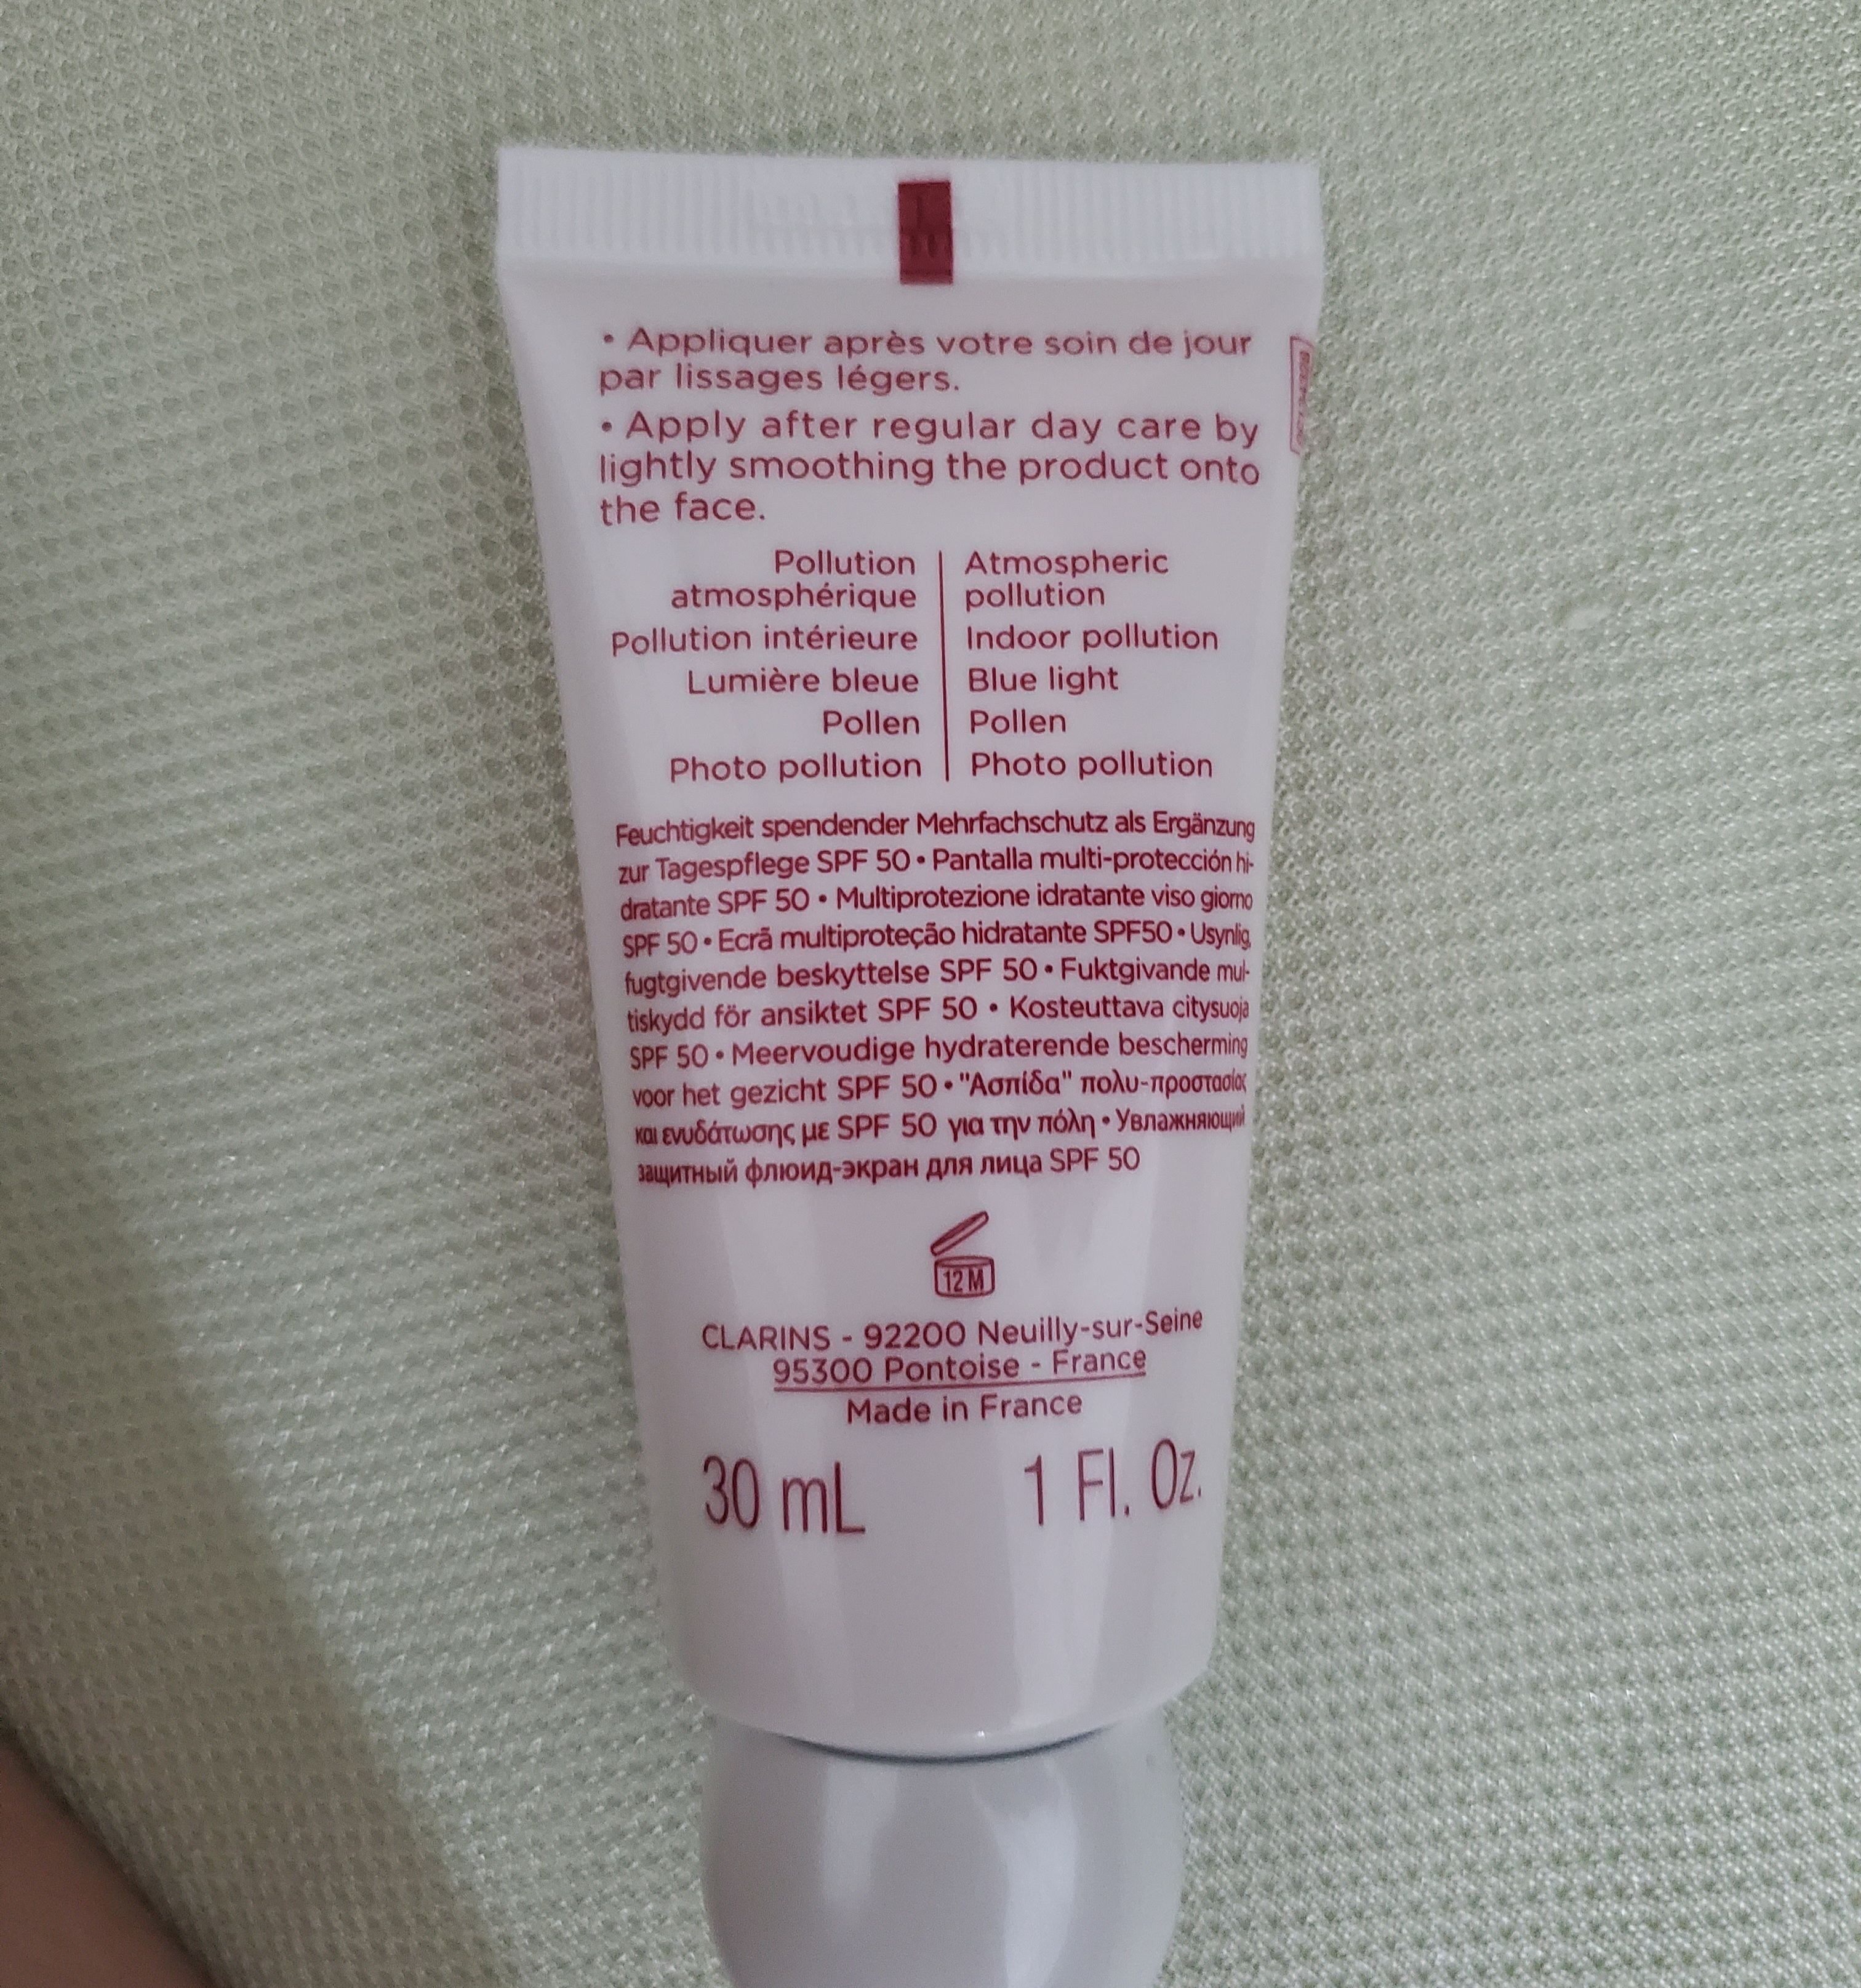 • Appliquer après votre soin de jour
par lissages légers.
• Apply after regular day care by
lightly smoothing the product onto
the face.
Pollution
atmosphérique
Pollution intérieure
Lumière bleue
Pollen
Photo pollution
Atmospheric
pollution
Indoor pollution
Blue light
Pollen
Photo pollution
Feuchtigkeit spendender Mehrfachschutz als Ergänzung
zur Tagespflege SPF 50 • Pantalla multi-protección hi-
dratante SPF 50 • Multiprotezione idratante viso giorno
SPF 50 • Ecrã multiproteção hidratante SPF50 • Usynlig,
fugtgivende beskyttelse SPF 50 • Fuktgivande mul-
tiskydd för ansiktet SPF 50 • Kosteuttava citysuoja
SPF 50 • Meervoudige hydraterende bescherming
voor het gezicht SPF 50 • "Ασπίδα" πολυ-προστασίας
και ενυδάτωσης με SPF 50 για την πόλη • Увлажняющий
защитный флюид-экран для лица SPF 50
12 M
CLARINS - 92200 Neuilly-sur-Seine
95300 Pontoise - France
Made in France
30 mL 1 Fl. Oz.